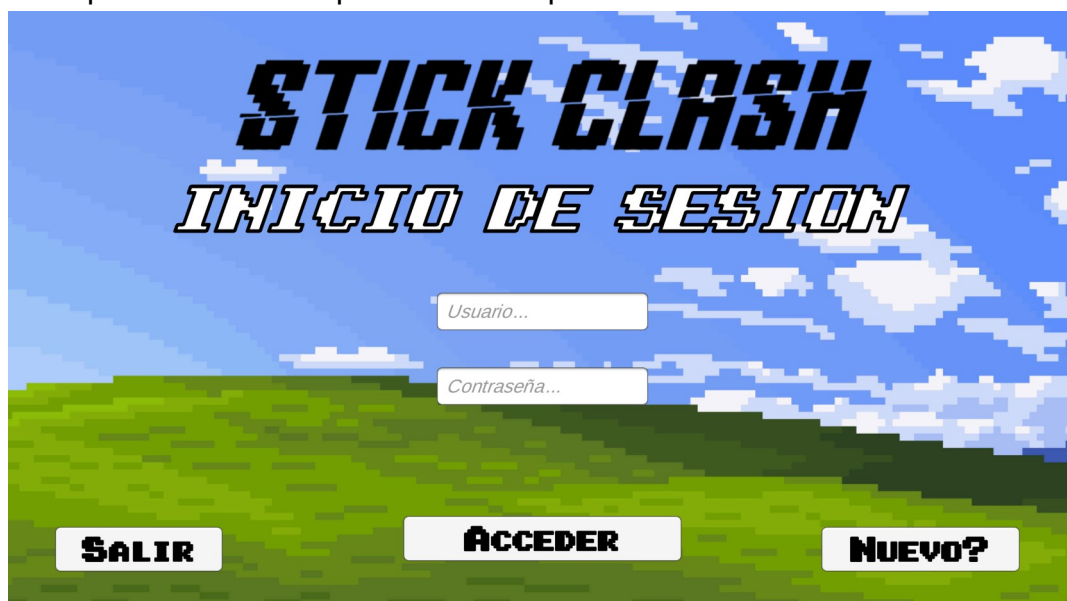 STICK CLASH
INICIO DE SESION
Usuario...
Contraseña...
Salir
Acceder
Nuevo?